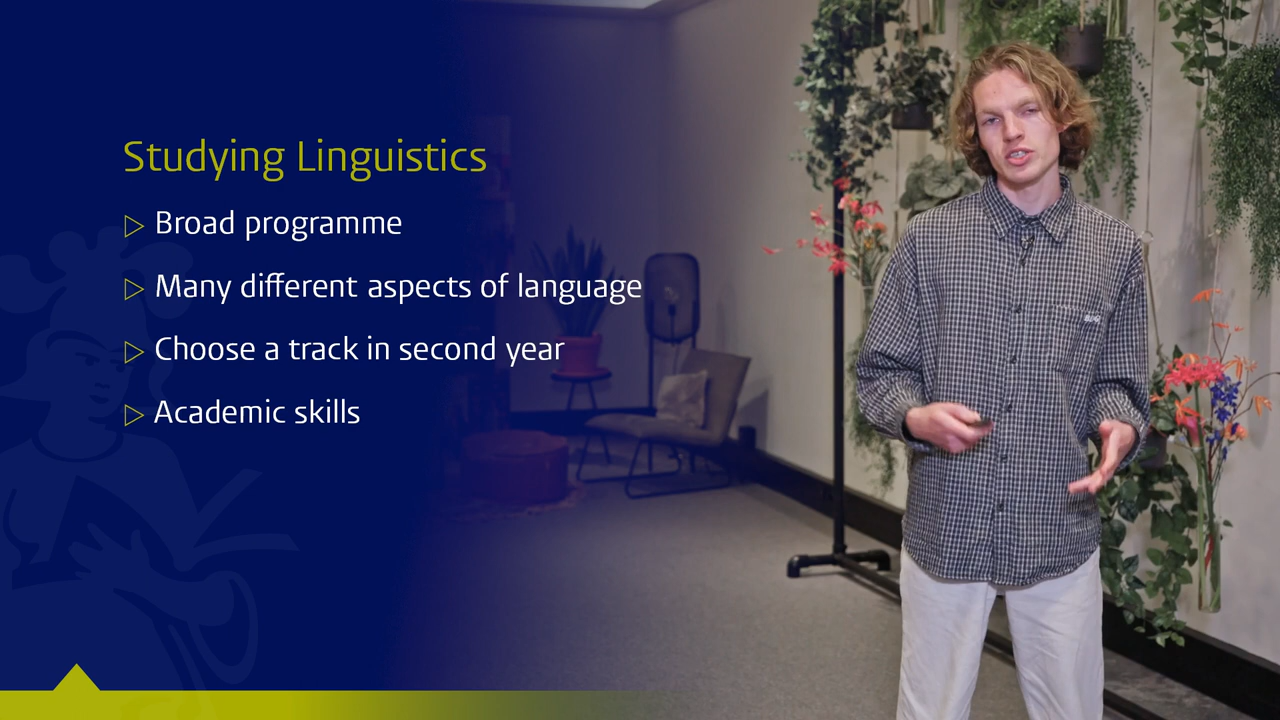 Studying Linguistics
Broad programme
Many different aspects of language
Choose a track in second year
Academic skills